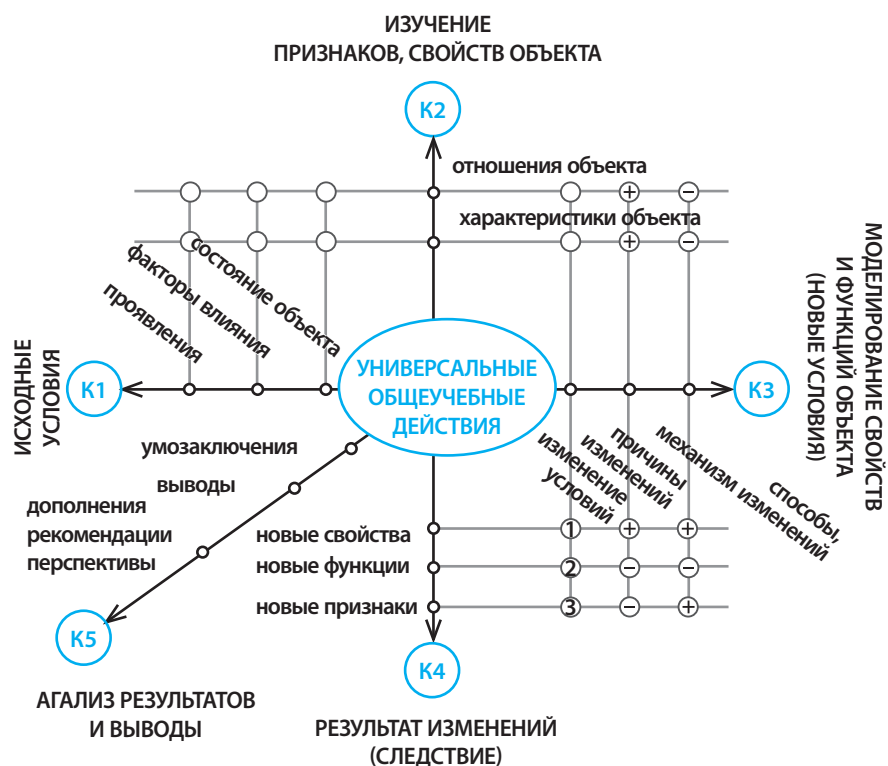 ИЗУЧЕНИЕ
ПРИЗНАКОВ, СВОЙСТВ ОБЪЕКТА
К2
отношения объекта
+
−
характеристики объекта
+
−
состояние объекта
факторы влияния
проявления
ИСХОДНЫЕ
УСЛОВИЯ
К1
УНИВЕРСАЛЬНЫЕ
ОБЩЕУЧЕБНЫЕ
ДЕЙСТВИЯ
К3
МОДЕЛИРОВАНИЕ СВОЙСТВ
И ФУНКЦИЙ ОБЪЕКТА
(НОВЫЕ УСЛОВИЯ)
изменение
условий
причины
изменений
механизм изменений
способы,
умозаключения
выводы
дополнения
рекомендации
перспективы
новые свойства
1
+
+
новые функции
2
−
−
новые признаки
3
−
+
К5
К4
АГАЛИЗ РЕЗУЛЬТАТОВ
И ВЫВОДЫ
РЕЗУЛЬТАТ ИЗМЕНЕНИЙ
(СЛЕДСТВИЕ)